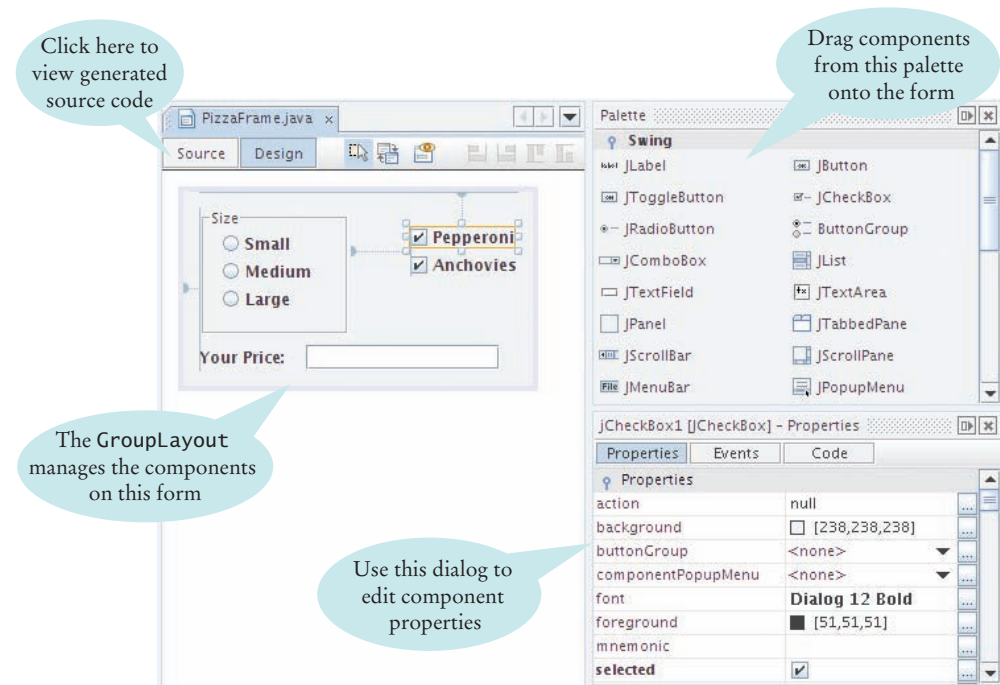 Click here to
view generated
source code
Drag components
from this palette
onto the form
PizzaFrame.java ×
Source Design
Size
Small
Medium
Large
Pepperoni
Anchovies
Your Price:
The GroupLayout
manages the components
on this form
Palette
Swing
label JLabel
OK JButton
OK JToggleButton
JCheckBox
JRadioButton
ButtonGroup
JComboBox
JList
JTextField
JTextArea
JPanel
JTabbedPane
JScrollBar
JScrollPane
File JMenuBar
JPopupMenu
jCheckBox1 [JCheckBox] - Properties
Properties Events Code
Properties
action null ...
background [238,238,238] ...
buttonGroup <none> ...
componentPopupMenu <none> ...
font Dialog 12 Bold ...
foreground [51,51,51] ...
mnemonic ...
selected ...
Use this dialog to
edit component
properties